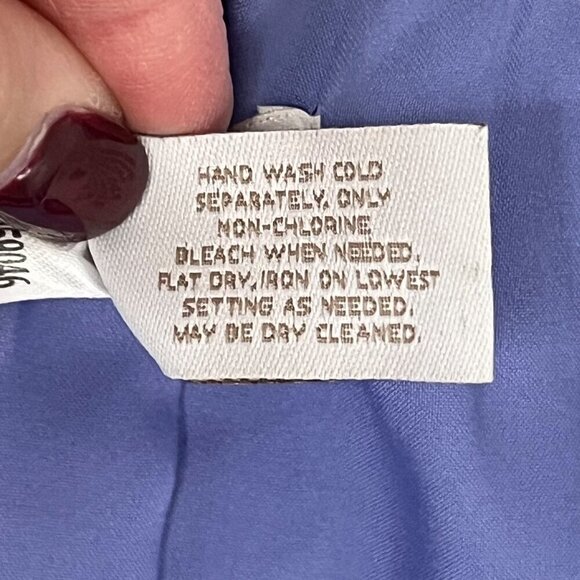 HAND WASH COLD
SEPARATELY. ONLY
NON-CHLORINE
BLEACH WHEN NEEDED.
FLAT DRY. IRON ON LOWEST
SETTING AS NEEDED.
MAY BE DRY CLEANED.
59046